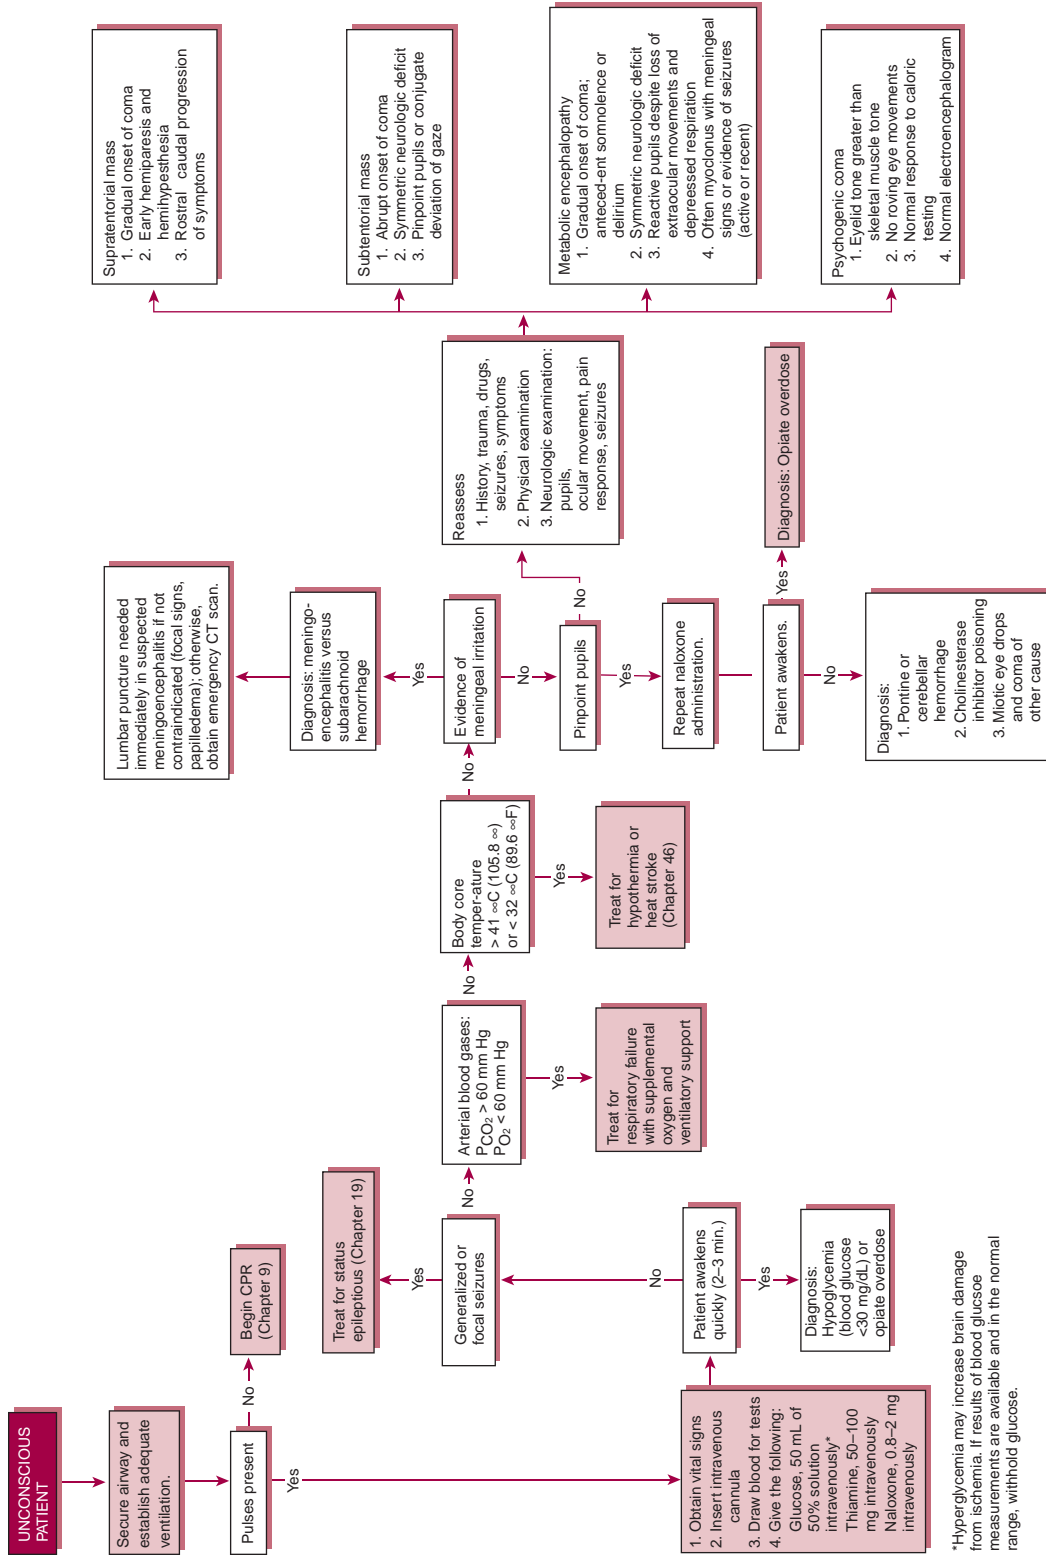 UNCONSCIOUS
PATIENT
Secure airway and
establish adequate
ventilation.
Pulses present
No
Begin CPR
(Chapter 9)
Yes
1. Obtain vital signs
2. Insert intravenous
cannula
3. Draw blood for tests
4. Give the following:
Glucose, 50 mL of
50% solution
intravenously*
Thiamine, 50–100
mg intravenously
Naloxone, 0.8–2 mg
intravenously
Patient awakens
quickly (2–3 min.)
Yes
Diagnosis:
Hypoglycemia
(blood glucose
<30 mg/dL) or
opiate overdose
No
Generalized or
focal seizures
Yes
Treat for status
epileptious (Chapter 19)
No
Arterial blood gases:
PCO2 > 60 mm Hg
PO2 < 60 mm Hg
Yes
Treat for
respiratory failure
with supplemental
oxygen and
ventilatory support
No
Body core
temper-ature
> 41 ∞C (105.8 ∞)
or < 32 ∞C (89.6 ∞F)
Yes
Treat for
hypothermia or
heat stroke
(Chapter 46)
No
Evidence of
meningeal irritation
Yes
Diagnosis: meningo-
encephalitis versus
subarachnoid
hemorrhage
Lumbar puncture needed
immediately in suspected
meningoencephalitis if not
contraindicated (focal signs,
papilledema); otherwise,
obtain emergency CT scan.
No
Pinpoint pupils
No
Reassess
1. History, trauma, drugs,
seizures, symptoms
2. Physical examination
3. Neurologic examination:
pupils,
ocular movement, pain
response, seizures
Yes
Repeat naloxone
administration.
Patient awakens.
Yes
Diagnosis: Opiate overdose
No
Diagnosis:
1. Pontine or
cerebellar
hemorrhage
2. Cholinesterase
inhibitor poisoning
3. Miotic eye drops
and coma of
other cause
Supratentorial mass
1. Gradual onset of coma
2. Early hemiparesis and
hemihypesthesia
3. Rostral caudal progression
of symptoms
Subtentorial mass
1. Abrupt onset of coma
2. Symmetric neurologic deficit
3. Pinpoint pupils or conjugate
deviation of gaze
Metabolic encephalopathy
1. Gradual onset of coma;
anteced-ent somnolence or
delirium
2. Symmetric neurologic deficit
3. Reactive pupils despite loss of
extraocular movements and
depreessed respiration
4. Often myoclonus with meningeal
signs or evidence of seizures
(active or recent)
Psychogenic coma
1. Eyelid tone greater than
skeletal muscle tone
2. No roving eye movements
3. Normal response to caloric
testing
4. Normal electroencephalogram
*Hyperglycemia may increase brain damage
from ischemia. If results of blood glucsoe
measurements are available and in the normal
range, withhold glucose.